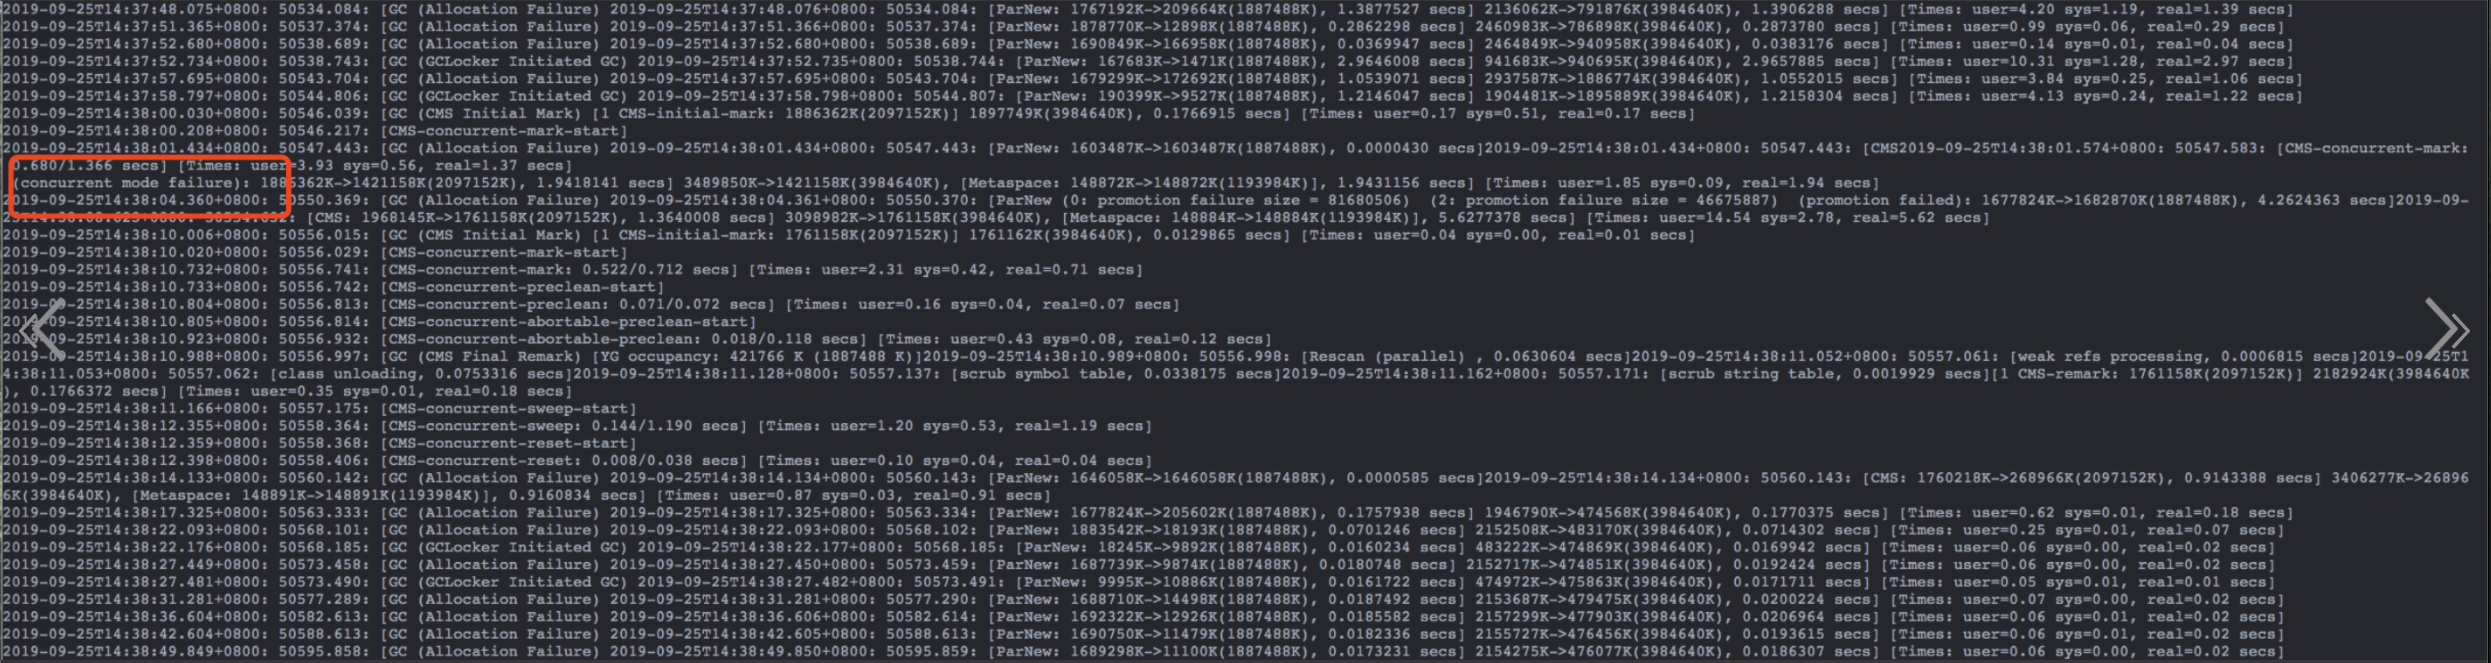 2019-09-25T14:37:48.075+0800: 50534.084: [GC (Allocation Failure) 2019-09-25T14:37:48.076+0800: 50534.084: [ParNew: 1767192K->209664K(1887488K), 1.3877527 secs] 2136062K->791876K(3984640K), 1.3906288 secs] [Times: user=4.20 sys=1.19, real=1.39 secs]
2019-09-25T14:37:51.365+0800: 50537.374: [GC (Allocation Failure) 2019-09-25T14:37:51.366+0800: 50537.374: [ParNew: 1878770K->12898K(1887488K), 0.2862298 secs] 2460983K->786898K(3984640K), 0.2873780 secs] [Times: user=0.99 sys=0.06, real=0.29 secs]
2019-09-25T14:37:52.680+0800: 50538.689: [GC (Allocation Failure) 2019-09-25T14:37:52.680+0800: 50538.689: [ParNew: 1690849K->166958K(1887488K), 0.0369947 secs] 2464849K->940958K(3984640K), 0.0383176 secs] [Times: user=0.14 sys=0.01, real=0.04 secs]
2019-09-25T14:37:52.734+0800: 50538.743: [GC (GCLocker Initiated GC) 2019-09-25T14:37:52.735+0800: 50538.744: [ParNew: 167683K->1471K(1887488K), 2.9646008 secs] 941683K->940695K(3984640K), 2.9657885 secs] [Times: user=10.31 sys=1.28, real=2.97 secs]
2019-09-25T14:37:57.695+0800: 50543.704: [GC (Allocation Failure) 2019-09-25T14:37:57.695+0800: 50543.704: [ParNew: 1679299K->172692K(1887488K), 1.0539071 secs] 2937587K->1886774K(3984640K), 1.0552015 secs] [Times: user=3.84 sys=0.25, real=1.06 secs]
2019-09-25T14:37:58.797+0800: 50544.806: [GC (GCLocker Initiated GC) 2019-09-25T14:37:58.798+0800: 50544.807: [ParNew: 190399K->9527K(1887488K), 1.2146047 secs] 1904481K->1895889K(3984640K), 1.2158304 secs] [Times: user=4.13 sys=0.24, real=1.22 secs]
2019-09-25T14:38:00.030+0800: 50546.039: [GC (CMS Initial Mark) [1 CMS-initial-mark: 1886362K(2097152K)] 1897749K(3984640K), 0.1766915 secs] [Times: user=0.17 sys=0.51, real=0.17 secs]
2019-09-25T14:38:00.208+0800: 50546.217: [CMS-concurrent-mark-start]
2019-09-25T14:38:01.434+0800: 50547.443: [GC (Allocation Failure) 2019-09-25T14:38:01.434+0800: 50547.443: [ParNew: 1603487K->1603487K(1887488K), 0.0000430 secs]2019-09-25T14:38:01.434+0800: 50547.443: [CMS2019-09-25T14:38:01.574+0800: 50547.583: [CMS-concurrent-mark:
0.680/1.366 secs] [Times: user=3.93 sys=0.56, real=1.37 secs]
(concurrent mode failure): 1886362K->1421158K(2097152K), 1.9418141 secs] 3489850K->1421158K(3984640K), [Metaspace: 148872K->148872K(1193984K)], 1.9431156 secs] [Times: user=1.85 sys=0.09, real=1.94 secs]
2019-09-25T14:38:04.360+0800: 50550.369: [GC (Allocation Failure) 2019-09-25T14:38:04.361+0800: 50550.370: [ParNew (0: promotion failure size = 81680506)  (2: promotion failure size = 46675887)  (promotion failed): 1677824K->1682870K(1887488K), 4.2624363 secs]2019-09-
[CMS: 1968145K->1761158K(2097152K), 1.3640008 secs] 3098982K->1761158K(3984640K), [Metaspace: 148884K->148884K(1193984K)], 5.6277378 secs] [Times: user=14.54 sys=2.78, real=5.62 secs]
2019-09-25T14:38:10.006+0800: 50556.015: [GC (CMS Initial Mark) [1 CMS-initial-mark: 1761158K(2097152K)] 1761162K(3984640K), 0.0129865 secs] [Times: user=0.04 sys=0.00, real=0.01 secs]
2019-09-25T14:38:10.020+0800: 50556.029: [CMS-concurrent-mark-start]
2019-09-25T14:38:10.732+0800: 50556.741: [CMS-concurrent-mark: 0.522/0.712 secs] [Times: user=2.31 sys=0.42, real=0.71 secs]
2019-09-25T14:38:10.733+0800: 50556.742: [CMS-concurrent-preclean-start]
2019-09-25T14:38:10.804+0800: 50556.813: [CMS-concurrent-preclean: 0.071/0.072 secs] [Times: user=0.16 sys=0.04, real=0.07 secs]
2019-09-25T14:38:10.805+0800: 50556.814: [CMS-concurrent-abortable-preclean-start]
2019-09-25T14:38:10.923+0800: 50556.932: [CMS-concurrent-abortable-preclean: 0.018/0.118 secs] [Times: user=0.43 sys=0.08, real=0.12 secs]
2019-09-25T14:38:10.988+0800: 50556.997: [GC (CMS Final Remark) [YG occupancy: 421766 K (1887488 K)]2019-09-25T14:38:10.989+0800: 50556.998: [Rescan (parallel) , 0.0630604 secs]2019-09-25T14:38:11.052+0800: 50557.061: [weak refs processing, 0.0006815 secs]2019-09-25T1
4:38:11.053+0800: 50557.062: [class unloading, 0.0753316 secs]2019-09-25T14:38:11.128+0800: 50557.137: [scrub symbol table, 0.0338175 secs]2019-09-25T14:38:11.162+0800: 50557.171: [scrub string table, 0.0019929 secs][1 CMS-remark: 1761158K(2097152K)] 2182924K(3984640K
), 0.1766372 secs] [Times: user=0.35 sys=0.01, real=0.18 secs]
2019-09-25T14:38:11.166+0800: 50557.175: [CMS-concurrent-sweep-start]
2019-09-25T14:38:12.355+0800: 50558.364: [CMS-concurrent-sweep: 0.144/1.190 secs] [Times: user=1.20 sys=0.53, real=1.19 secs]
2019-09-25T14:38:12.359+0800: 50558.368: [CMS-concurrent-reset-start]
2019-09-25T14:38:12.398+0800: 50558.406: [CMS-concurrent-reset: 0.008/0.038 secs] [Times: user=0.10 sys=0.04, real=0.04 secs]
2019-09-25T14:38:14.133+0800: 50560.142: [GC (Allocation Failure) 2019-09-25T14:38:14.134+0800: 50560.143: [ParNew: 1646058K->1646058K(1887488K), 0.0000585 secs]2019-09-25T14:38:14.134+0800: 50560.143: [CMS: 1760218K->268966K(2097152K), 0.9143388 secs] 3406277K->26896
6K(3984640K), [Metaspace: 148891K->148891K(1193984K)], 0.9160834 secs] [Times: user=0.87 sys=0.03, real=0.91 secs]
2019-09-25T14:38:17.325+0800: 50563.333: [GC (Allocation Failure) 2019-09-25T14:38:17.325+0800: 50563.334: [ParNew: 1677824K->205602K(1887488K), 0.1757938 secs] 1946790K->474568K(3984640K), 0.1770375 secs] [Times: user=0.62 sys=0.01, real=0.18 secs]
2019-09-25T14:38:22.093+0800: 50568.101: [GC (Allocation Failure) 2019-09-25T14:38:22.093+0800: 50568.102: [ParNew: 1883542K->18193K(1887488K), 0.0701246 secs] 2152508K->483170K(3984640K), 0.0714302 secs] [Times: user=0.25 sys=0.01, real=0.07 secs]
2019-09-25T14:38:22.176+0800: 50568.185: [GC (GCLocker Initiated GC) 2019-09-25T14:38:22.177+0800: 50568.185: [ParNew: 18245K->9892K(1887488K), 0.0160234 secs] 483222K->474869K(3984640K), 0.0169942 secs] [Times: user=0.06 sys=0.00, real=0.02 secs]
2019-09-25T14:38:27.449+0800: 50573.458: [GC (Allocation Failure) 2019-09-25T14:38:27.450+0800: 50573.459: [ParNew: 1687739K->9874K(1887488K), 0.0180748 secs] 2152717K->474851K(3984640K), 0.0192424 secs] [Times: user=0.06 sys=0.00, real=0.02 secs]
2019-09-25T14:38:27.481+0800: 50573.490: [GC (GCLocker Initiated GC) 2019-09-25T14:38:27.482+0800: 50573.491: [ParNew: 9995K->10886K(1887488K), 0.0161722 secs] 474972K->475863K(3984640K), 0.0171711 secs] [Times: user=0.05 sys=0.01, real=0.01 secs]
2019-09-25T14:38:31.281+0800: 50577.289: [GC (Allocation Failure) 2019-09-25T14:38:31.281+0800: 50577.290: [ParNew: 1688710K->14498K(1887488K), 0.0187492 secs] 2153687K->479475K(3984640K), 0.0200224 secs] [Times: user=0.07 sys=0.00, real=0.02 secs]
2019-09-25T14:38:36.604+0800: 50582.613: [GC (Allocation Failure) 2019-09-25T14:38:36.606+0800: 50582.614: [ParNew: 1692322K->12926K(1887488K), 0.0185582 secs] 2157299K->477903K(3984640K), 0.0206964 secs] [Times: user=0.06 sys=0.01, real=0.02 secs]
2019-09-25T14:38:42.604+0800: 50588.613: [GC (Allocation Failure) 2019-09-25T14:38:42.605+0800: 50588.613: [ParNew: 1690750K->11479K(1887488K), 0.0182336 secs] 2155727K->476456K(3984640K), 0.0193615 secs] [Times: user=0.06 sys=0.01, real=0.02 secs]
2019-09-25T14:38:49.849+0800: 50595.858: [GC (Allocation Failure) 2019-09-25T14:38:49.850+0800: 50595.859: [ParNew: 1689298K->11100K(1887488K), 0.0173231 secs] 2154275K->476077K(3984640K), 0.0186307 secs] [Times: user=0.06 sys=0.00, real=0.02 secs]